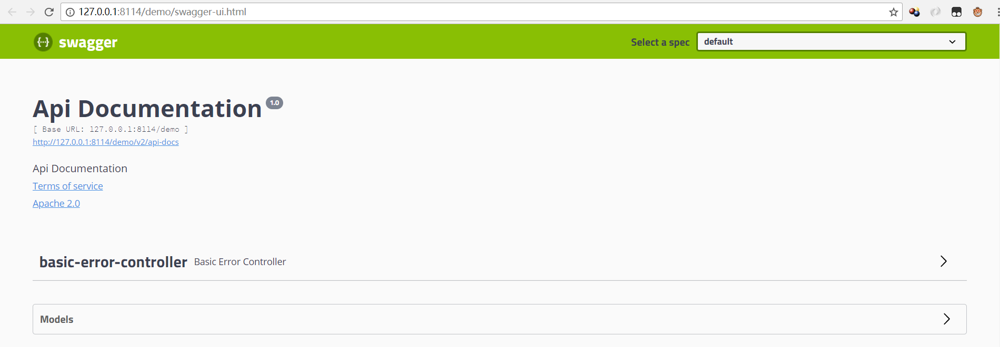 127.0.0.1:8114/demo/swagger-ui.html
{···} swagger
Select a spec
default
Api Documentation 1.0
[ Base URL: 127.0.0.1:8114/demo ]
http://127.0.0.1:8114/demo/v2/api-docs
Api Documentation
Terms of service
Apache 2.0
basic-error-controller Basic Error Controller
Models